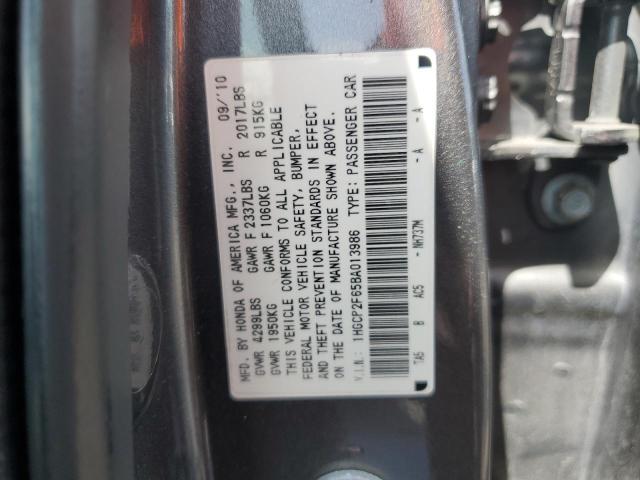 MFD. BY HONDA OF AMERICA MFG., INC. 09/'10
GVWR 4299LBS GAWR F 2337LBS R 2017LBS
GVWR 1950KG GAWR F 1060KG R 915KG
THIS VEHICLE CONFORMS TO ALL APPLICABLE
FEDERAL MOTOR VEHICLE SAFETY, BUMPER,
AND THEFT PREVENTION STANDARDS IN EFFECT
ON THE DATE OF MANUFACTURE SHOWN ABOVE.
V.I.N.: 1HGCP2F65BA013986 TYPE: PASSENGER CAR
TA5 B AC5 - NH737M - A - A